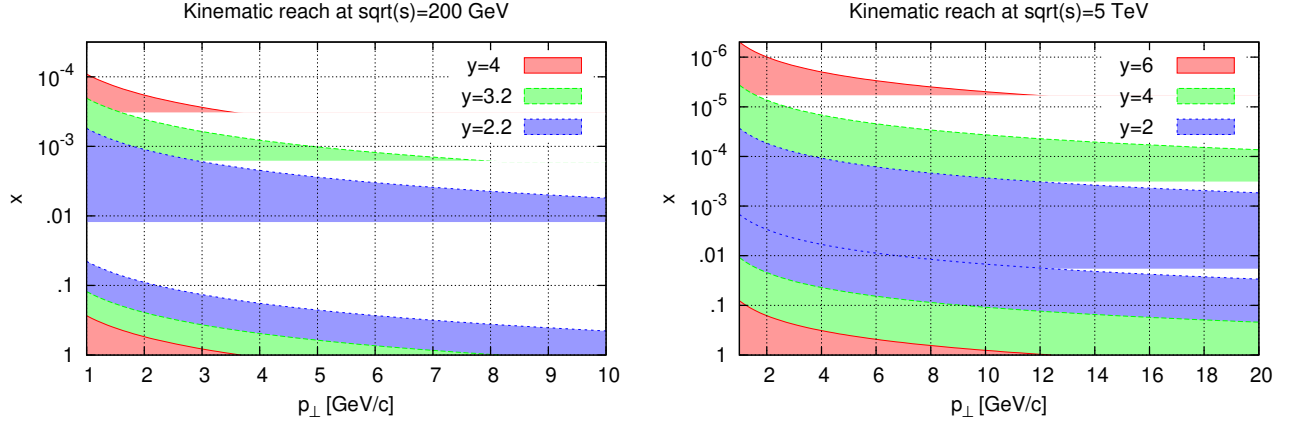 Kinematic reach at sqrt(s)=200 GeV
y=4
y=3.2
y=2.2
10-4
10-3
.01
.1
1
x
1 2 3 4 5 6 7 8 9 10
p⊥ [GeV/c]
Kinematic reach at sqrt(s)=5 TeV
y=6
y=4
y=2
10-6
10-5
10-4
10-3
.01
.1
1
x
2 4 6 8 10 12 14 16 18 20
p⊥ [GeV/c]